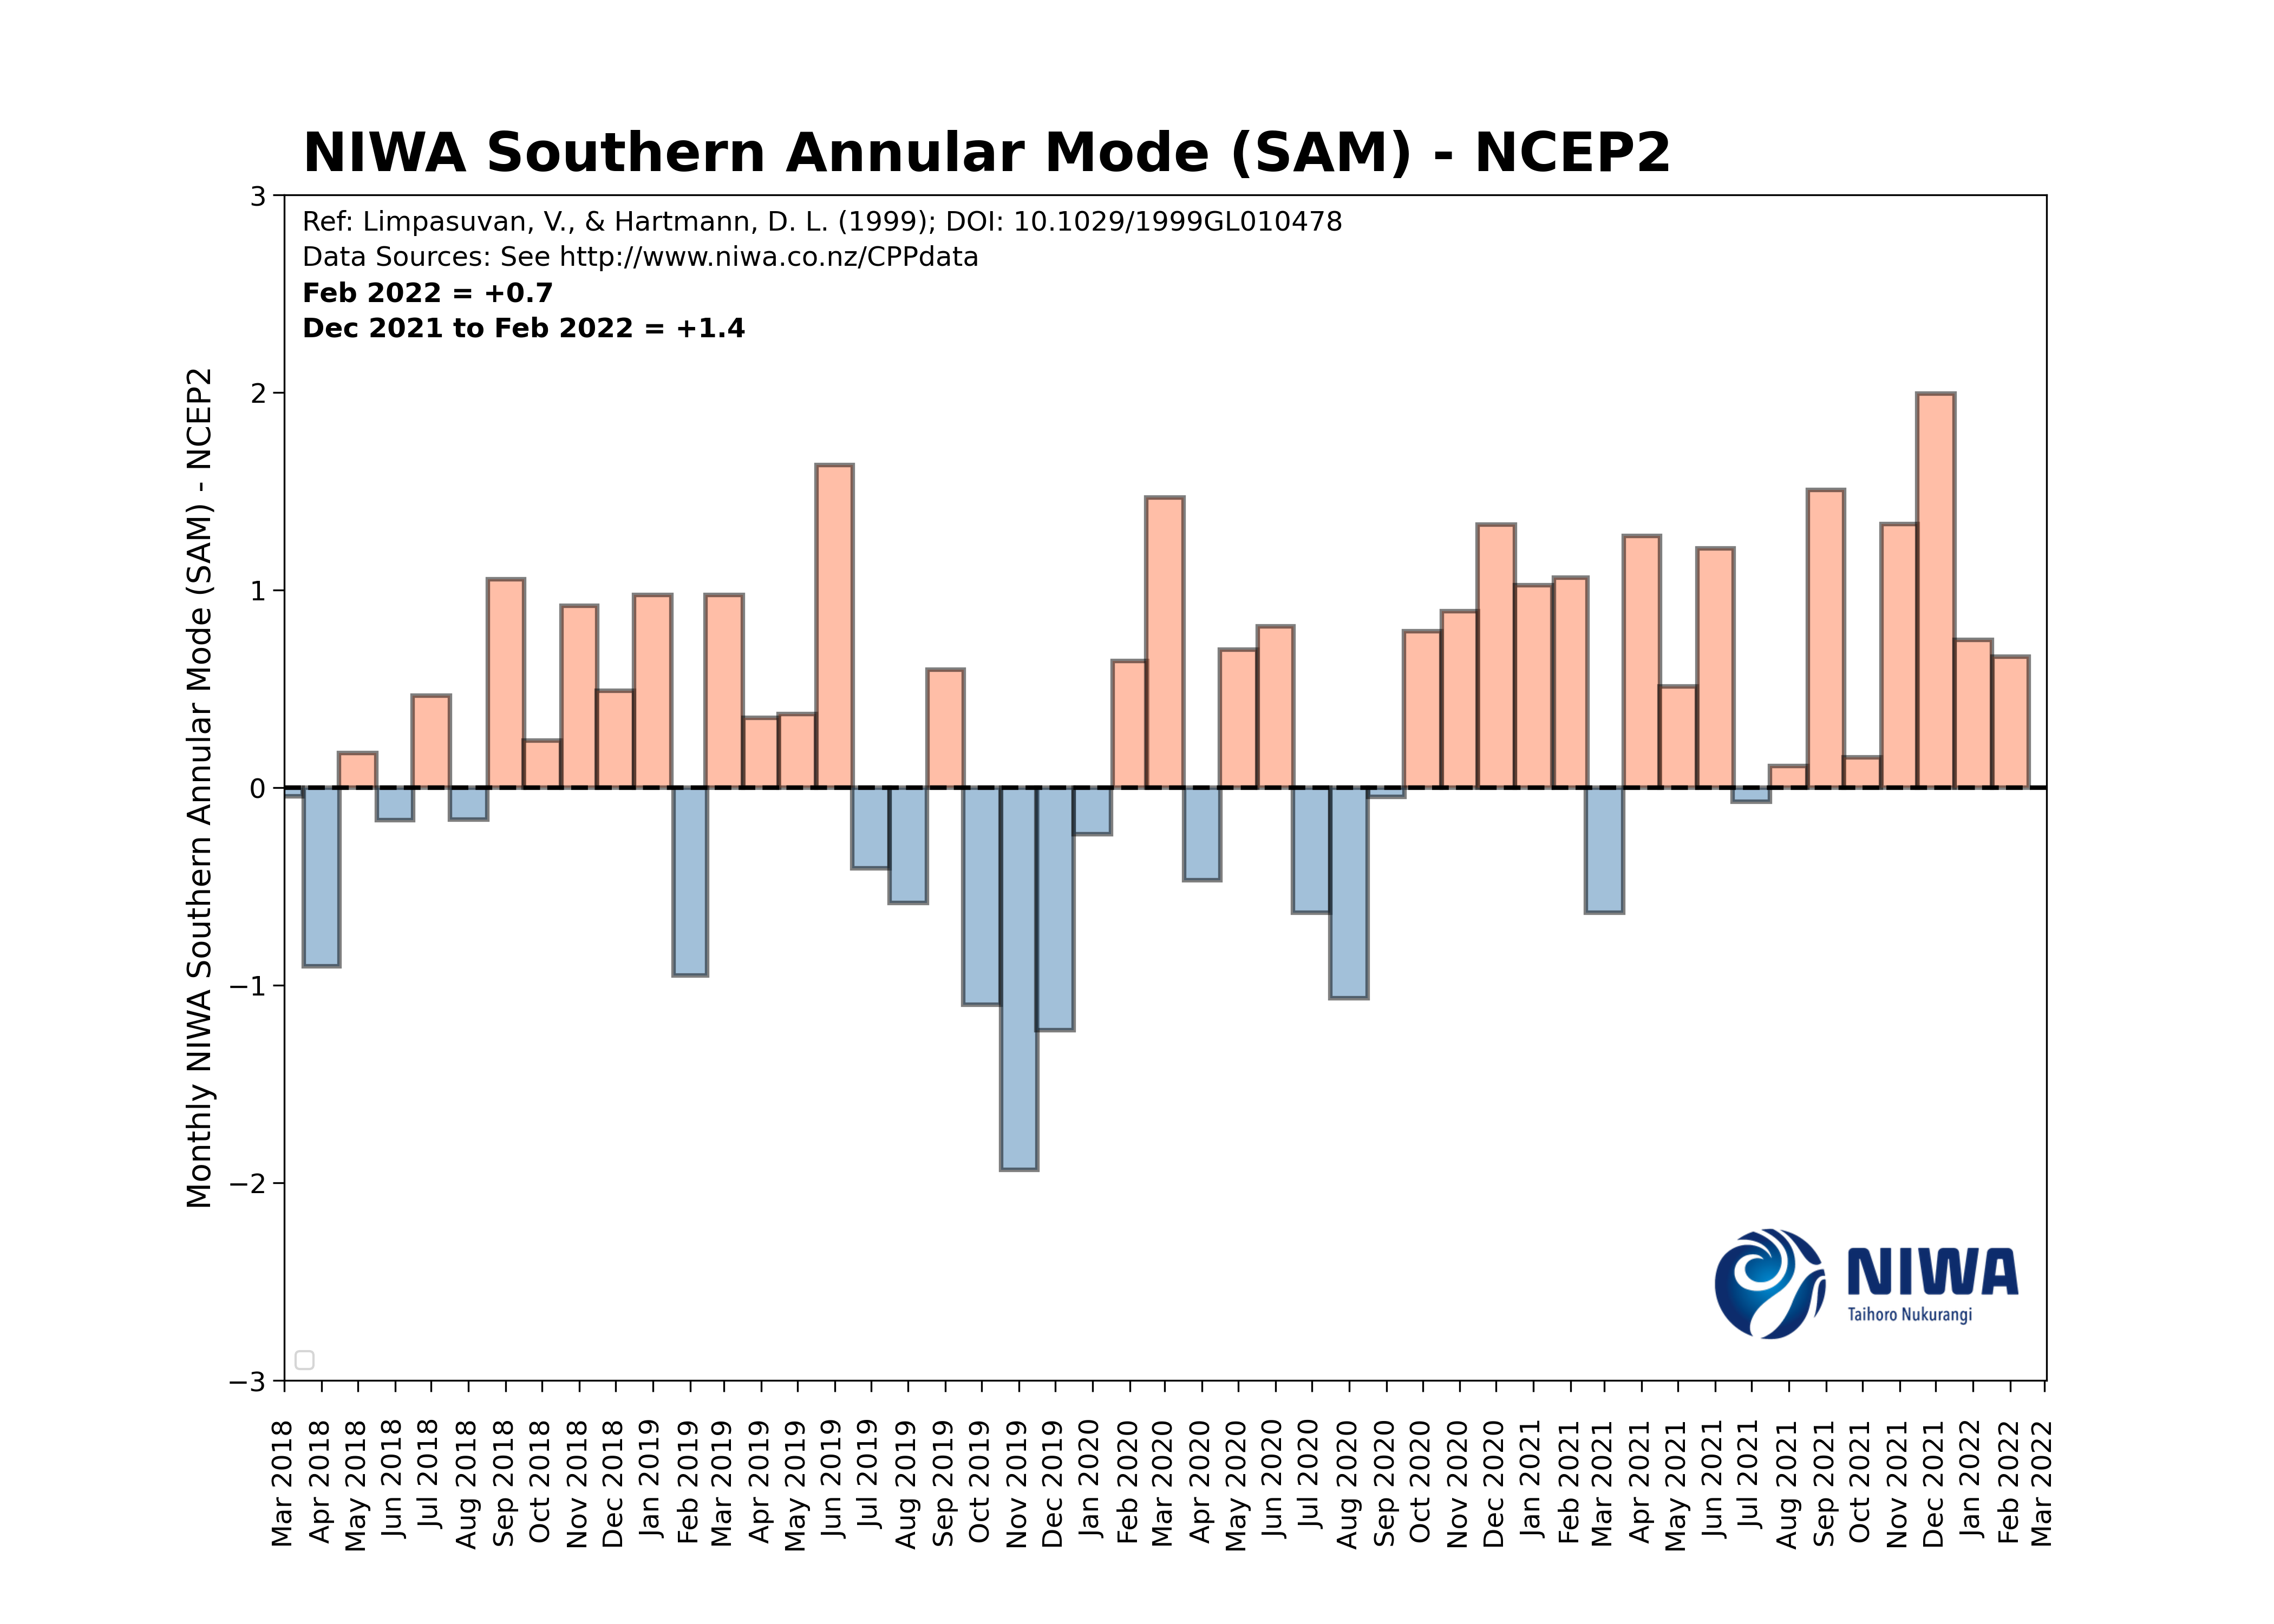 NIWA Southern Annular Mode (SAM) - NCEP2
Ref: Limpasuvan, V., & Hartmann, D. L. (1999); DOI: 10.1029/1999GL010478
Data Sources: See http://www.niwa.co.nz/CPPdata
Feb 2022 = +0.7
Dec 2021 to Feb 2022 = +1.4
Monthly NIWA Southern Annular Mode (SAM) - NCEP2
3
2
1
0
−1
−2
−3
NIWA
Taihoro Nukurangi
Mar 2018
Apr 2018
May 2018
Jun 2018
Jul 2018
Aug 2018
Sep 2018
Oct 2018
Nov 2018
Dec 2018
Jan 2019
Feb 2019
Mar 2019
Apr 2019
May 2019
Jun 2019
Jul 2019
Aug 2019
Sep 2019
Oct 2019
Nov 2019
Dec 2019
Jan 2020
Feb 2020
Mar 2020
Apr 2020
May 2020
Jun 2020
Jul 2020
Aug 2020
Sep 2020
Oct 2020
Nov 2020
Dec 2020
Jan 2021
Feb 2021
Mar 2021
Apr 2021
May 2021
Jun 2021
Jul 2021
Aug 2021
Sep 2021
Oct 2021
Nov 2021
Dec 2021
Jan 2022
Feb 2022
Mar 2022